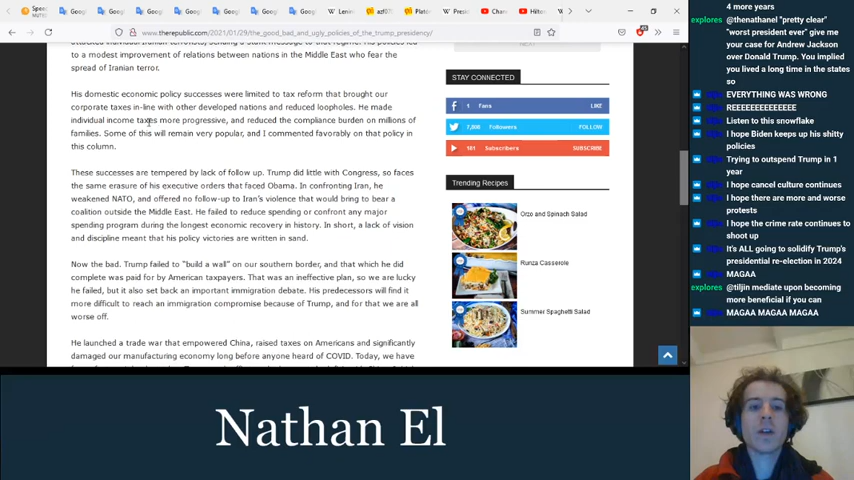 Speec
Googl
Googl
Googl
Googl
Googl
Googl
Googl
Lenin
azf07
Plato
Presi
Chan
Hilto
www.therepublic.com/2021/01/29/the_good_bad_and_ugly_policies_of_the_trump_presidency/
to a modest improvement of relations between nations in the Middle East who fear the
spread of Iranian terror.
His domestic economic policy successes were limited to tax reform that brought our
corporate taxes in-line with other developed nations and reduced loopholes. He made
individual income taxes more progressive, and reduced the compliance burden on millions of
families. Some of this will remain very popular, and I commented favorably on that policy in
this column.
These successes are tempered by lack of follow up. Trump did little with Congress, so faces
the same erasure of his executive orders that faced Obama. In confronting Iran, he
weakened NATO, and offered no follow-up to Iran's violence that would bring to bear a
coalition outside the Middle East. He failed to reduce spending or confront any major
spending program during the longest economic recovery in history. In short, a lack of vision
and discipline meant that his policy victories are written in sand.
Now the bad. Trump failed to "build a wall" on our southern border, and that which he did
complete was paid for by American taxpayers. That was an ineffective plan, so we are lucky
he failed, but it also set back an important immigration debate. His predecessors will find it
more difficult to reach an immigration compromise because of Trump, and for that we are all
worse off.
He launched a trade war that empowered China, raised taxes on Americans and significantly
damaged our manufacturing economy long before anyone heard of COVID. Today, we have
NEXT
STAY CONNECTED
1 Fans LIKE
7,800 Followers FOLLOW
101 Subscribers SUBSCRIBE
Trending Recipes
Orzo and Spinach Salad
Runza Casserole
Summer Spaghetti Salad
4 more years
explores @thenathanel "pretty clear"
"worst president ever" give me
your case for Andrew Jackson
over Donald Trump. You
implied you lived a long time in the states
so
EVERYTHING WAS
WRONG
REEEEEEEEEEEEE
Listen to this snowflake
I hope Biden keeps up his shitty
policies
Trying to outspend Trump in 1
year
I hope cancel culture continues
I hope there are more and worse
protests
I hope the crime rate continues to
shoot up
It's ALL going to solidify Trump's
presidential re-election in 2024
MAGAA
explores @tiljin mediate upon becoming
more beneficial if you can
MAGAA MAGAA MAGAA
Nathan El